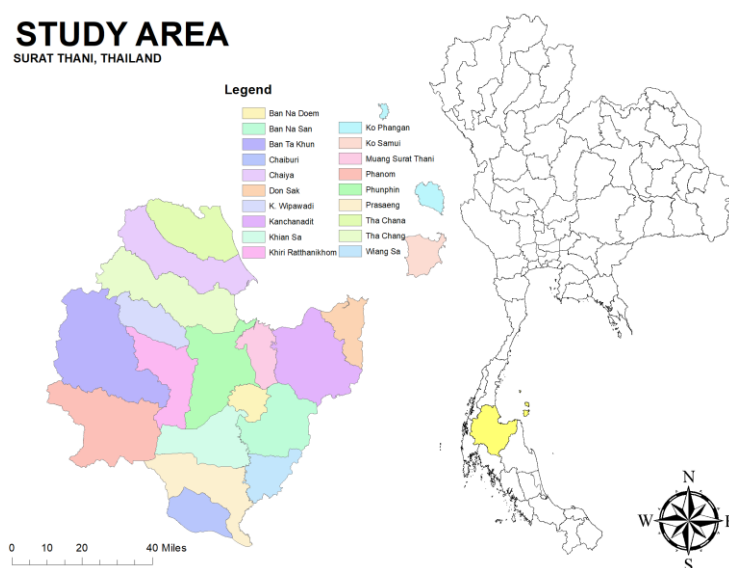 STUDY AREA
SURAT THANI, THAILAND
Legend
Ban Na Doem
Ban Na San
Ban Ta Khun
Chaiburi
Chaiya
Don Sak
K. Wipawadi
Kanchanadit
Khian Sa
Khiri Ratthanikhom
Ko Phangan
Ko Samui
Muang Surat Thani
Phanom
Phunphin
Prasaeng
Tha Chana
Tha Chang
Wiang Sa
0 10 20 40 Miles
N
W E
S